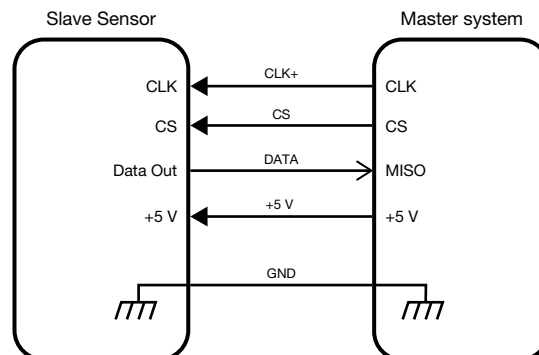 Slave Sensor Master system
CLK CLK+ CLK
CS CS CS
Data Out DATA MISO
+5 V +5 V +5 V
GND